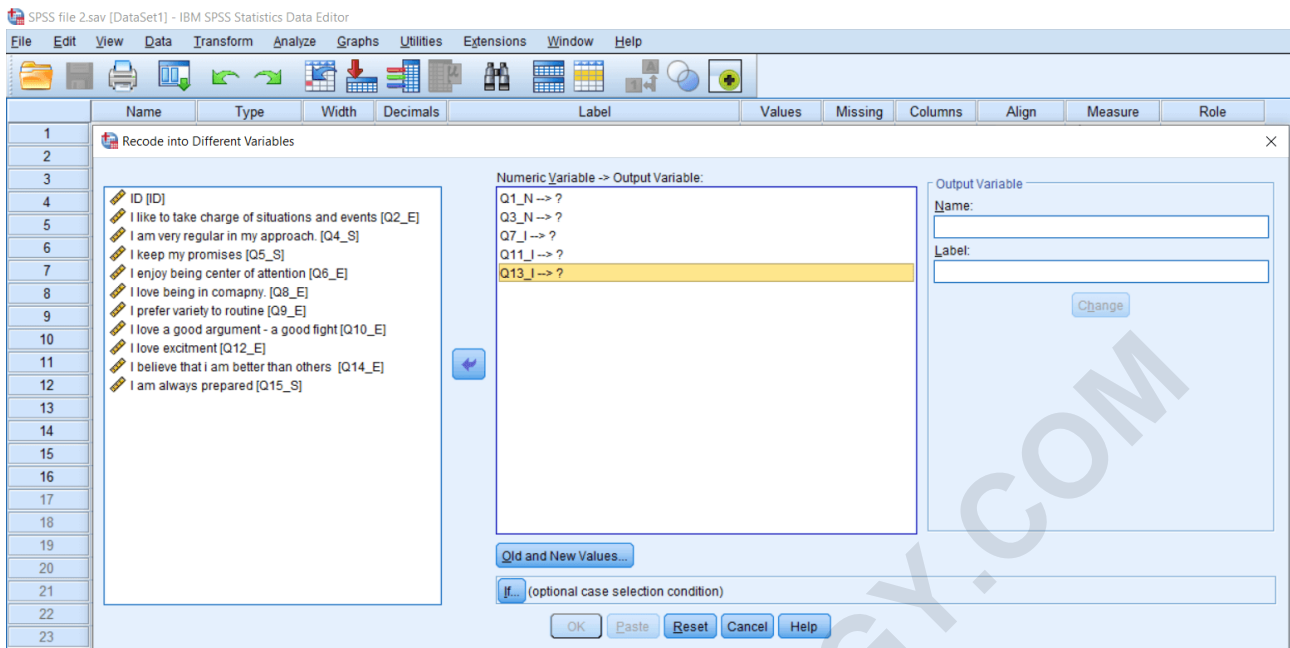 SPSS file 2.sav [DataSet1] - IBM SPSS Statistics Data Editor
File Edit View Data Transform Analyze Graphs Utilities Extensions Window Help
Name Type Width Decimals Label Values Missing Columns Align Measure Role
1
2
3
4
5
6
7
8
9
10
11
12
13
14
15
16
17
18
19
20
21
22
23
Recode into Different Variables
ID [ID]
I like to take charge of situations and events [Q2_E]
I am very regular in my approach. [Q4_S]
I keep my promises [Q5_S]
I enjoy being center of attention [Q6_E]
I love being in comapny. [Q8_E]
I prefer variety to routine [Q9_E]
I love a good argument - a good fight [Q10_E]
I love excitment [Q12_E]
I believe that i am better than others [Q14_E]
I am always prepared [Q15_S]
Numeric Variable -> Output Variable:
Q1_N --> ?
Q3_N --> ?
Q7_I --> ?
Q11_I --> ?
Q13_I --> ?
Old and New Values...
If... (optional case selection condition)
Output Variable
Name:
Label:
Change
OK Paste Reset Cancel Help
GY.COM